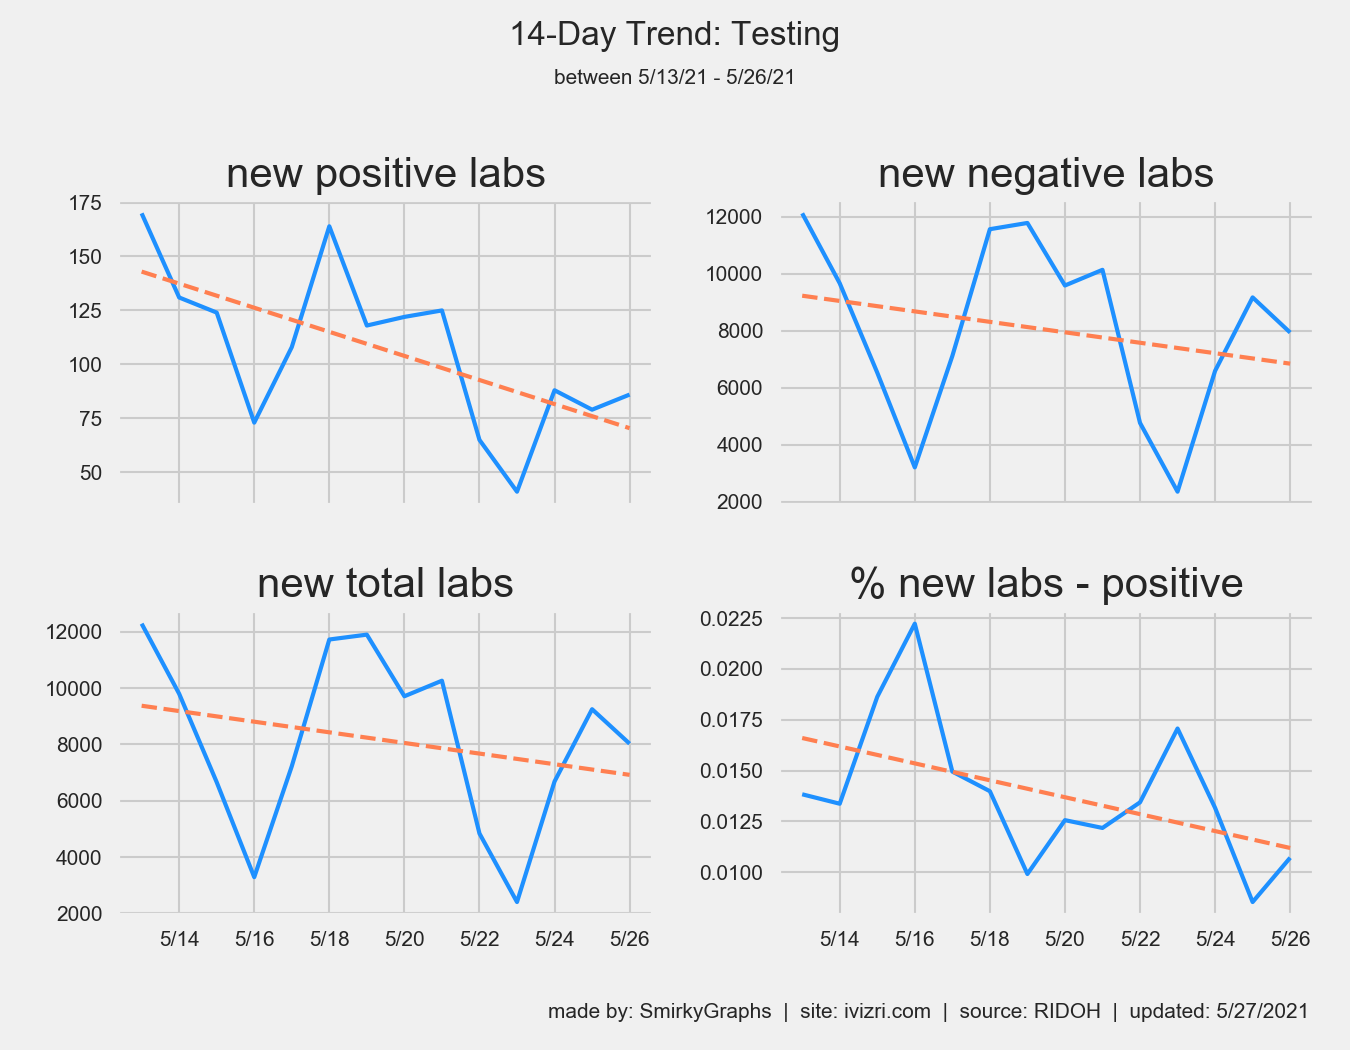 14-Day Trend: Testing
between 5/13/21 - 5/26/21
new positive labs
175
150
125
100
75
50
new negative labs
12000
10000
8000
6000
4000
2000
new total labs
12000
10000
8000
6000
4000
2000
5/14 5/16 5/18 5/20 5/22 5/24 5/26
% new labs - positive
0.0225
0.0200
0.0175
0.0150
0.0125
0.0100
5/14 5/16 5/18 5/20 5/22 5/24 5/26
made by: SmirkyGraphs | site: ivizri.com | source: RIDOH | updated: 5/27/2021